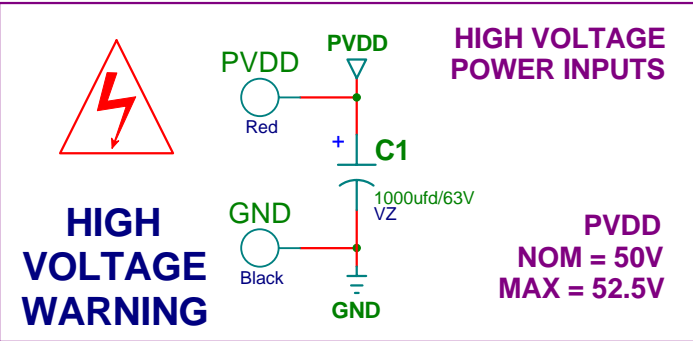 PVDD
HIGH VOLTAGE
POWER INPUTS
PVDD
Red
+
C1
1000ufd/63V
VZ
GND
Black
GND
HIGH
VOLTAGE
WARNING
PVDD
NOM = 50V
MAX = 52.5V